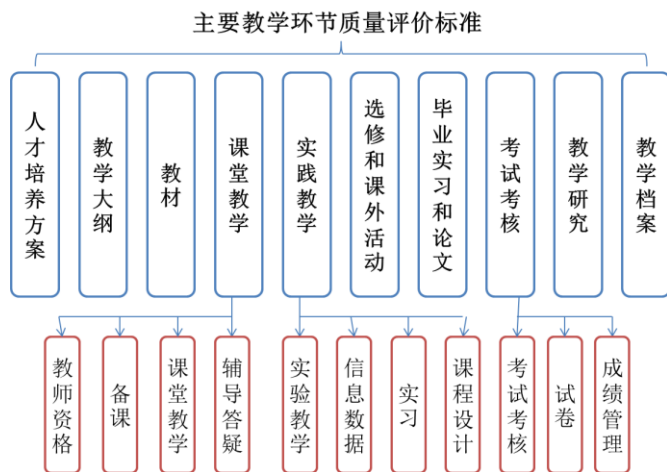 主要教学环节质量评价标准
人才培养方案
教学大纲
教材
课堂教学
实践教学
选修和课外活动
毕业实习和论文
考试考核
教学研究
教学档案
教师资格
备课
课堂教学
辅导答疑
实验教学
信息数据
实习
课程设计
考试考核
试卷
成绩管理